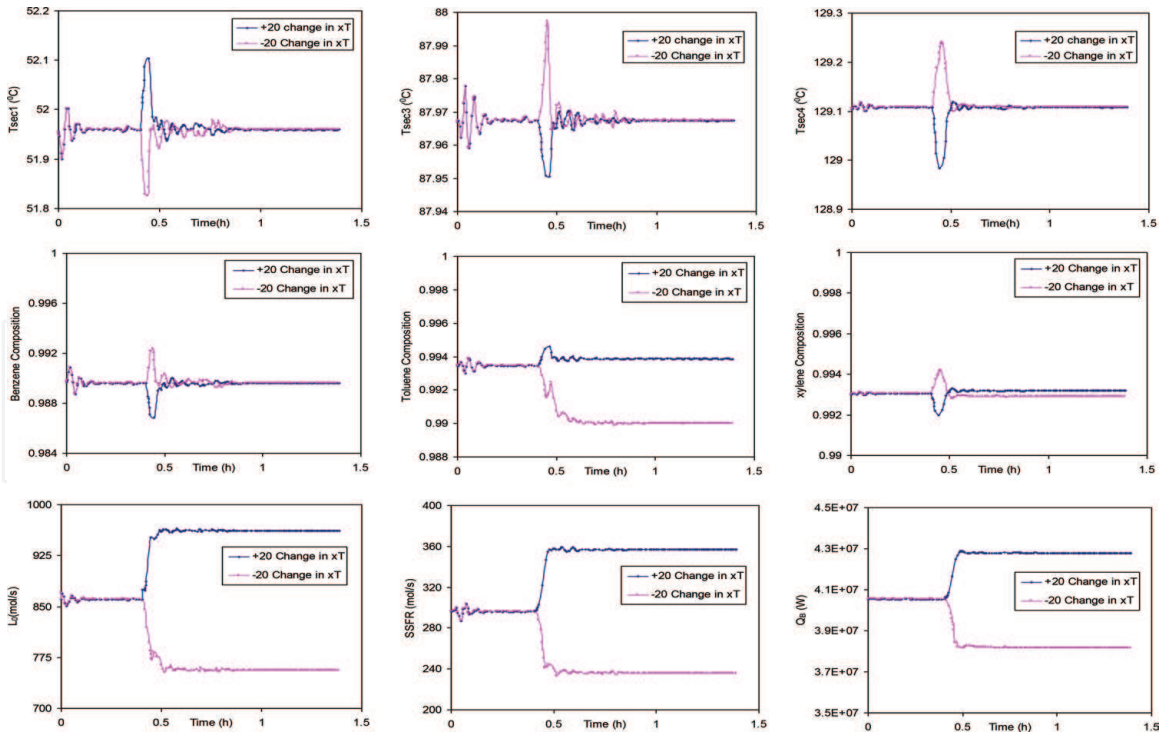 52.2
52.1
52
51.9
51.8
Tsec1 (⁰C)
+20 change in xT
-20 Change in xT
0
0.5
Time(h)
1
1.5
88
87.99
87.98
87.97
87.96
87.95
87.94
Tsec3 (⁰C)
+20 change in xT
-20 Change in xT
0
0.5
Time(h)
1
1.5
129.3
129.2
129.1
129
128.9
Tsec4 (⁰C)
+20 change in xT
-20 Change in xT
0
0.5
Time(h)
1
1.5
1
0.996
0.992
0.988
0.984
Benzene Composition
+20 Change in xT
-20 Change in xT
0
0.5
Time (h)
1
1.5
1
0.998
0.996
0.994
0.992
0.99
0.988
Toluene Composition
+20 Change in xT
-20 Change in xT
0
0.5
Time (h)
1
1.5
1
0.998
0.996
0.994
0.992
0.99
xylene Composition
+20 Change in xT
-20 Change in xT
0
0.5
Time (h)
1
1.5
1000
925
850
775
700
(mol/s)
+20 Change in xT
-20 Change in xT
0
0.5
Time (h)
1
1.5
400
360
320
280
240
200
SSFR (mol/s)
+20 Change in xT
-20 Change in xT
0
0.5
Time (h)
1
1.5
4.5E+07
4.3E+07
4.1E+07
3.9E+07
3.8E+07
3.5E+07
QB (W)
+20 Change in xT
-20 Change in xT
0
0.5
Time (h)
1
1.5